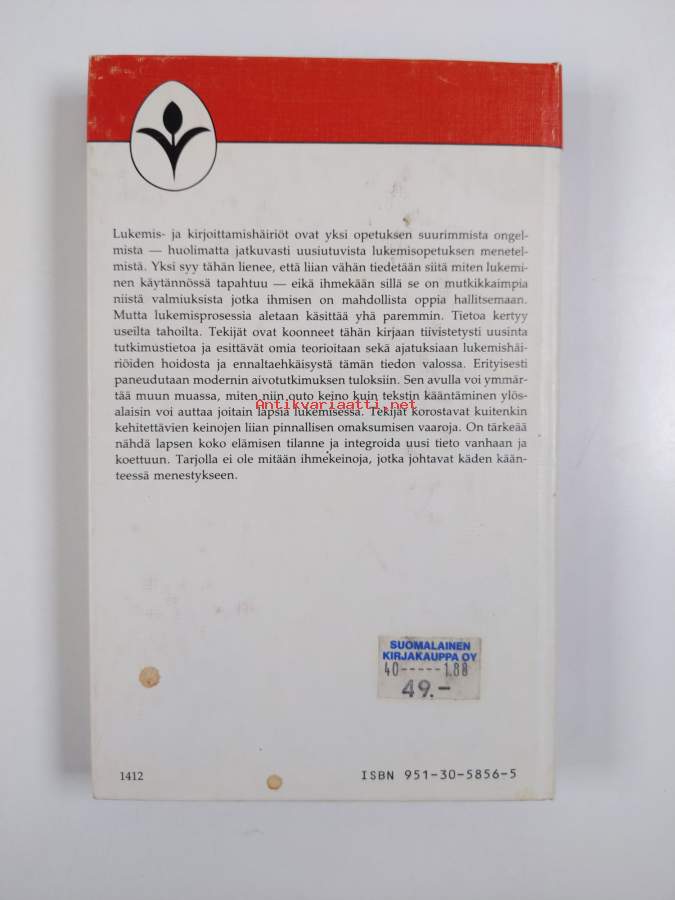 Lukemis- ja kirjoittamishäiriöt ovat yksi opetuksen suurimmista ongel-
mista — huolimatta jatkuvasti uusiutuvista lukemisopetuksen menetel-
mistä. Yksi syy tähän lienee, että liian vähän tiedetään siitä miten lukemi-
nen käytännössä tapahtuu — eikä ihmekään sillä se on mutkikkaimpia
niistä valmiuksista jotka ihmisen on mahdollista oppia hallitsemaan.
Mutta lukemisprosessia aletaan käsittää yhä paremmin. Tietoa kertyy
useilta tahoilta. Tekijät ovat koonneet tähän kirjaan tiivistetysti uusinta
tutkimustietoa ja esittävät omia teorioitaan sekä ajatuksiaan lukemishäi-
riöiden hoidosta ja ennaltaehkäisystä tämän tiedon valossa. Erityisesti
paneudutaan modernin aivotutkimuksen tuloksiin. Sen avulla voi ymmär-
tää muun muassa, miten niin outo keino kuin tekstin kääntäminen ylös-
alaisin voi auttaa joitain lapsia lukemisessa. Tekijät korostavat kuitenkin
kehitettävien keinojen liian pinnallisen omaksumisen vaaroja. On tärkeää
nähdä lapsen koko elämisen tilanne ja integroida uusi tieto vanhaan ja
koettuun. Tarjolla ei ole mitään ihmekeinoja, jotka johtavat käden kään-
teessä menestykseen.
Antikvariaatti.net
SUOMALAINEN
KIRJAKAUPPA OY
40-----1.88
49.-
1412
ISBN 951-30-5856-5